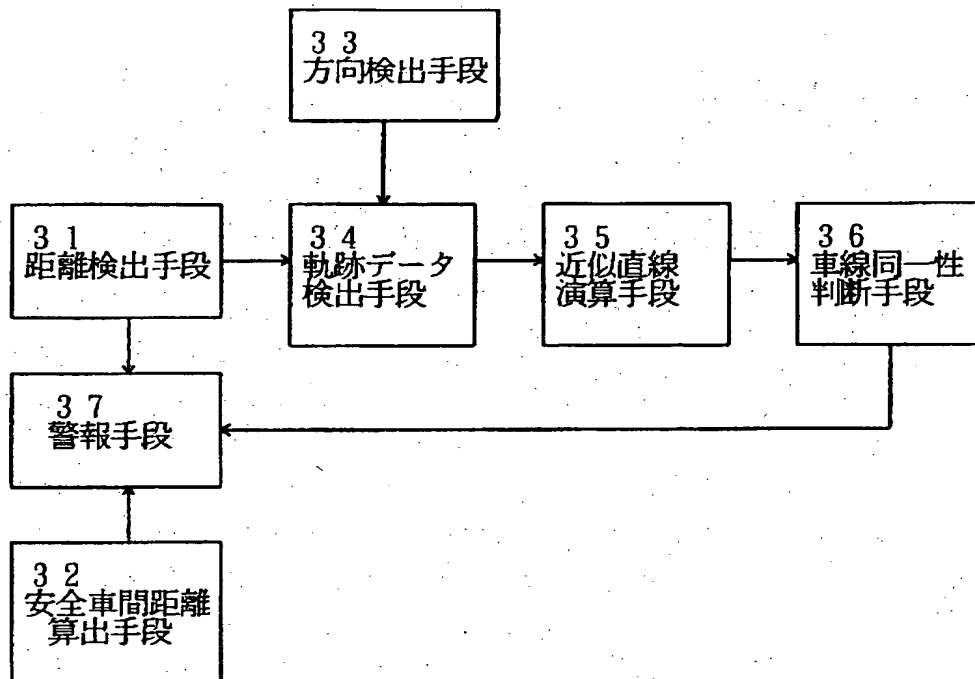 ３３
方向検出手段
３１
距離検出手段
３４
軌跡データ
検出手段
３５
近似直線
演算手段
３６
車線同一性
判断手段
３７
警報手段
３２
安全車間距離
算出手段